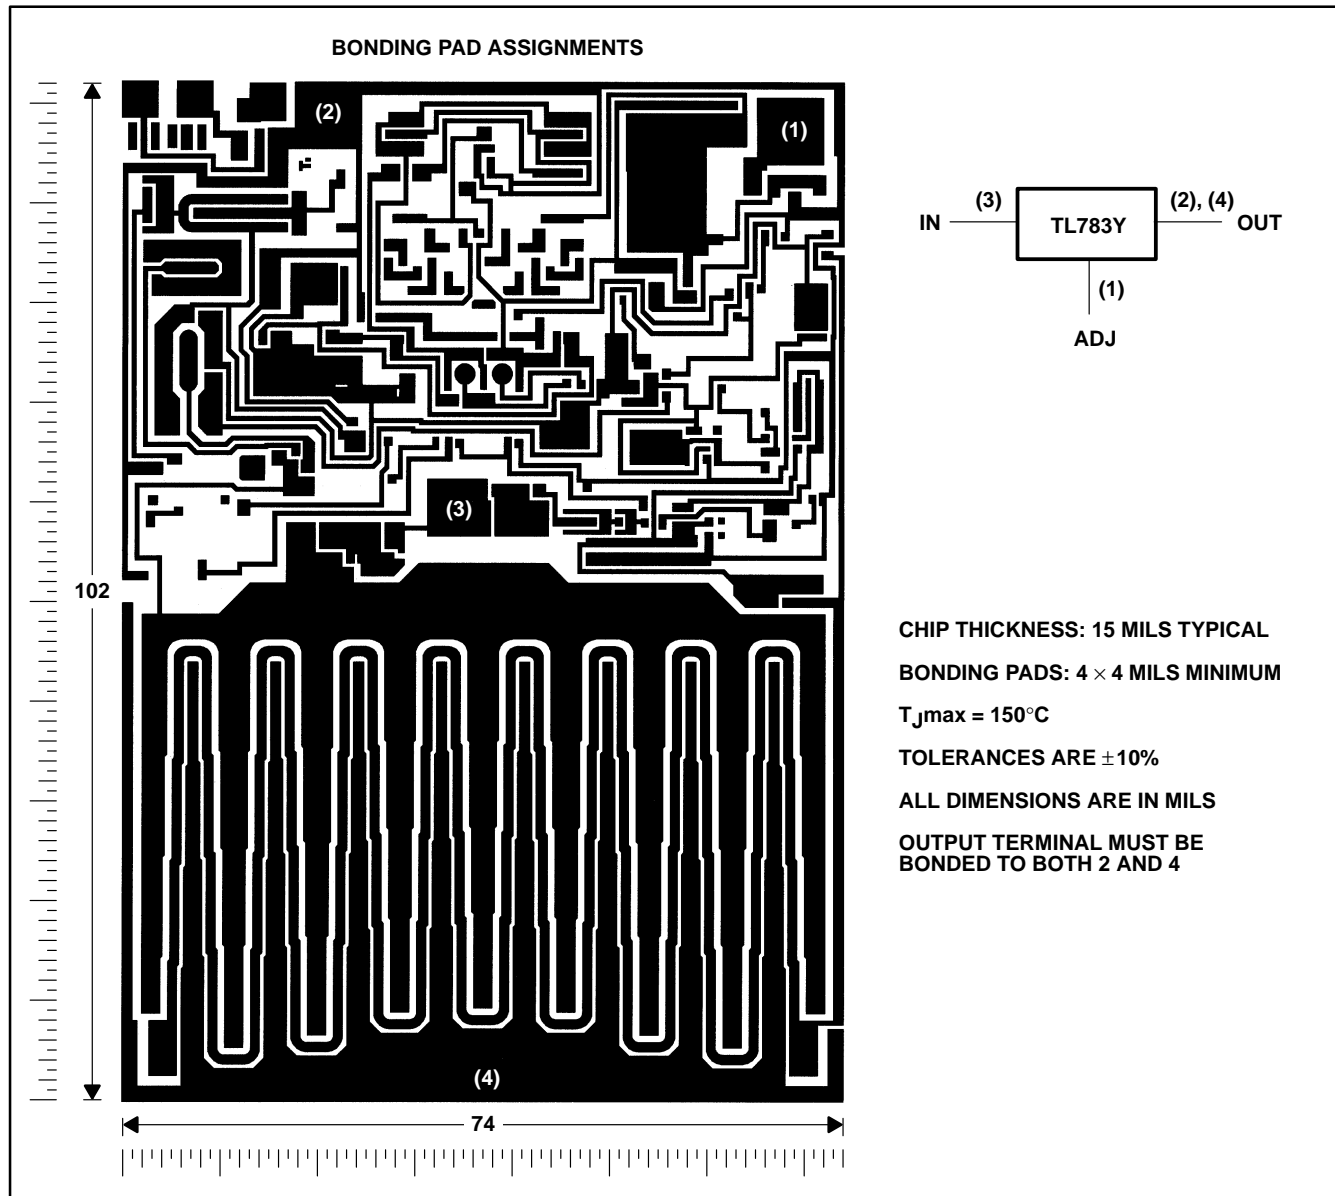 BONDING PAD ASSIGNMENTS
(2)
(1)
(3)
(2), (4)
IN
TL783Y
OUT
(1)
ADJ
(3)
102
CHIP THICKNESS: 15 MILS TYPICAL
BONDING PADS: 4 × 4 MILS MINIMUM
TJmax = 150°C
TOLERANCES ARE ±10%
ALL DIMENSIONS ARE IN MILS
OUTPUT TERMINAL MUST BE
BONDED TO BOTH 2 AND 4
(4)
74